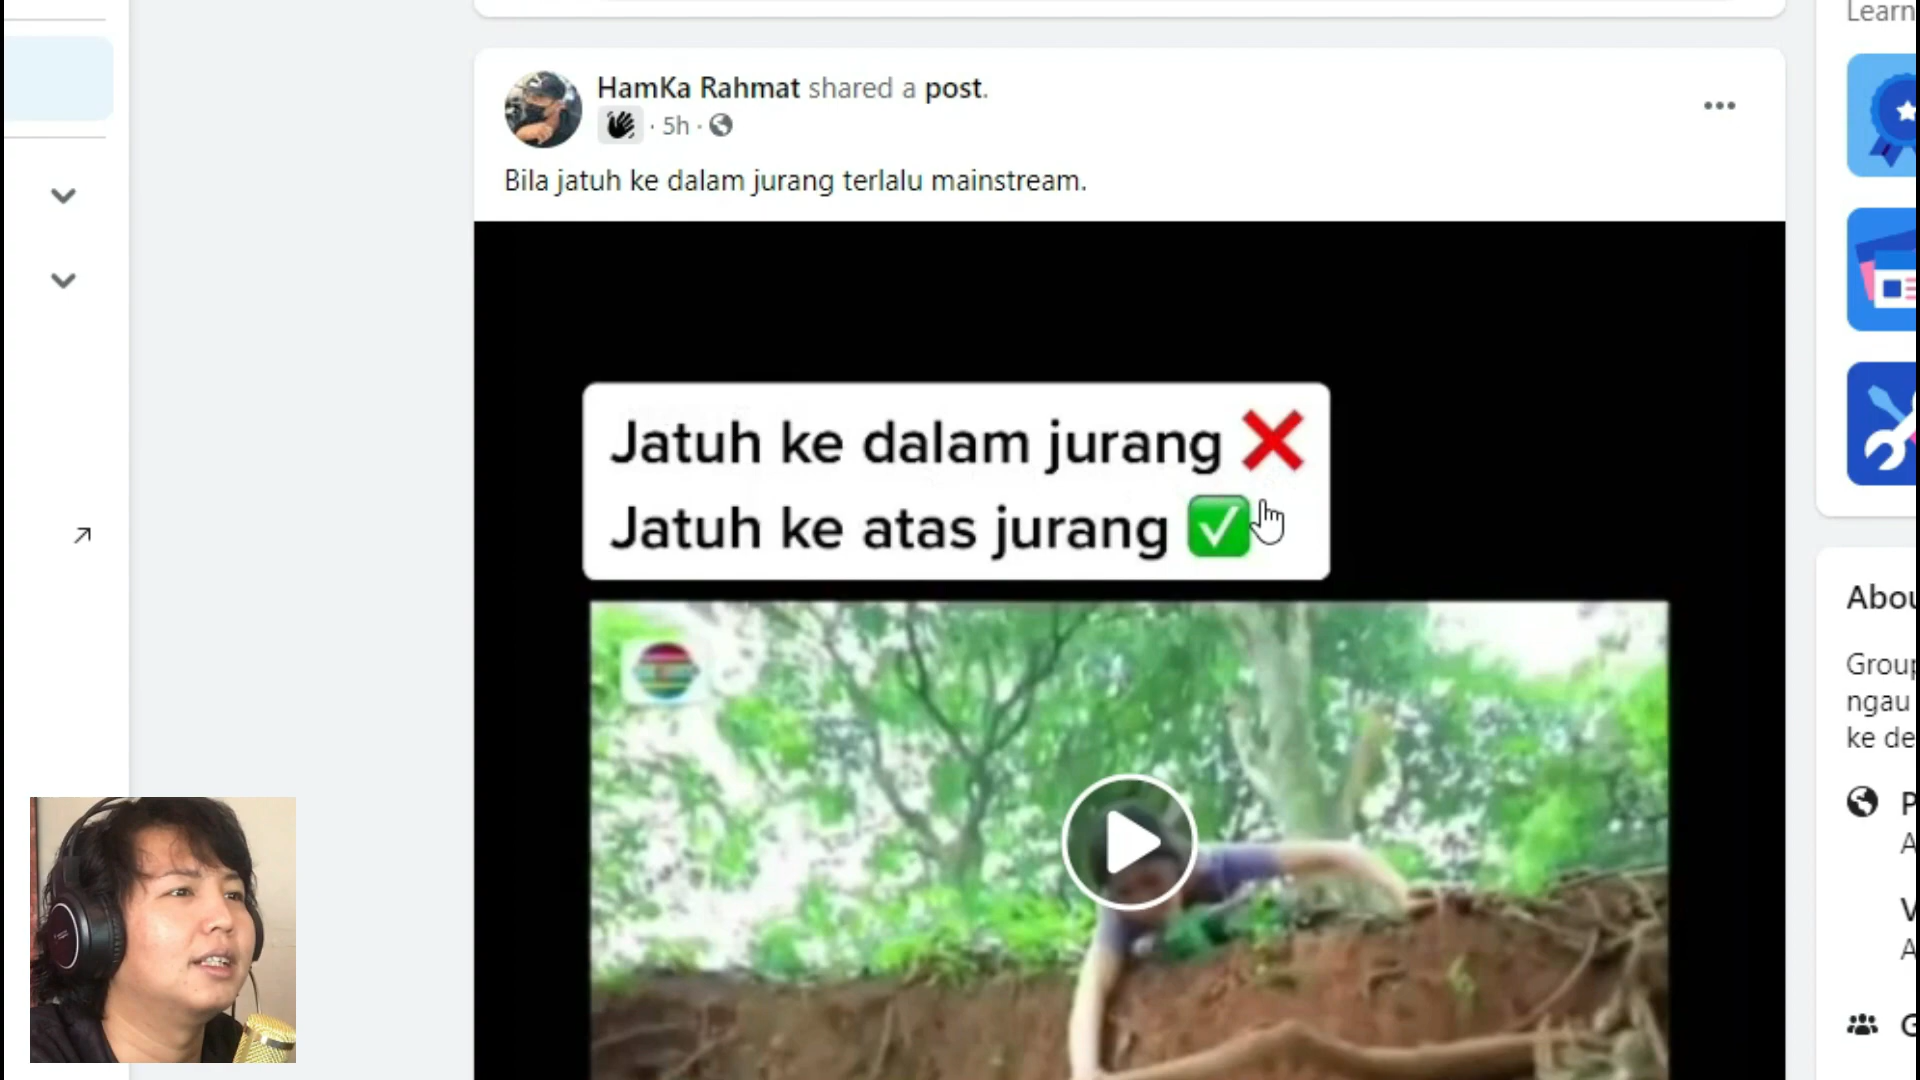 Learn
HamKa Rahmat shared a post.
· 5h ·
Bila jatuh ke dalam jurang terlalu mainstream.
Jatuh ke dalam jurang ❌
Jatuh ke atas jurang ✅
Abou
Group
ngau
ke de
P
A
V
A
G